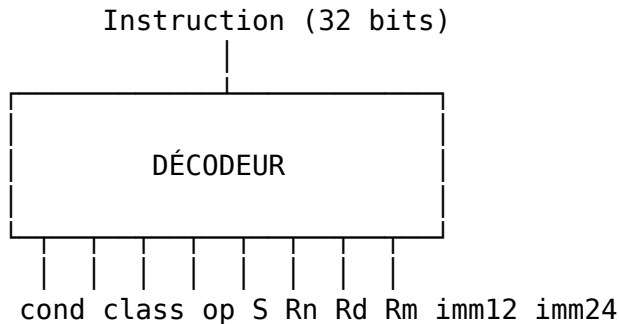 Instruction (32 bits)
DÉCODEUR
cond class op S Rn Rd Rm imm12 imm24